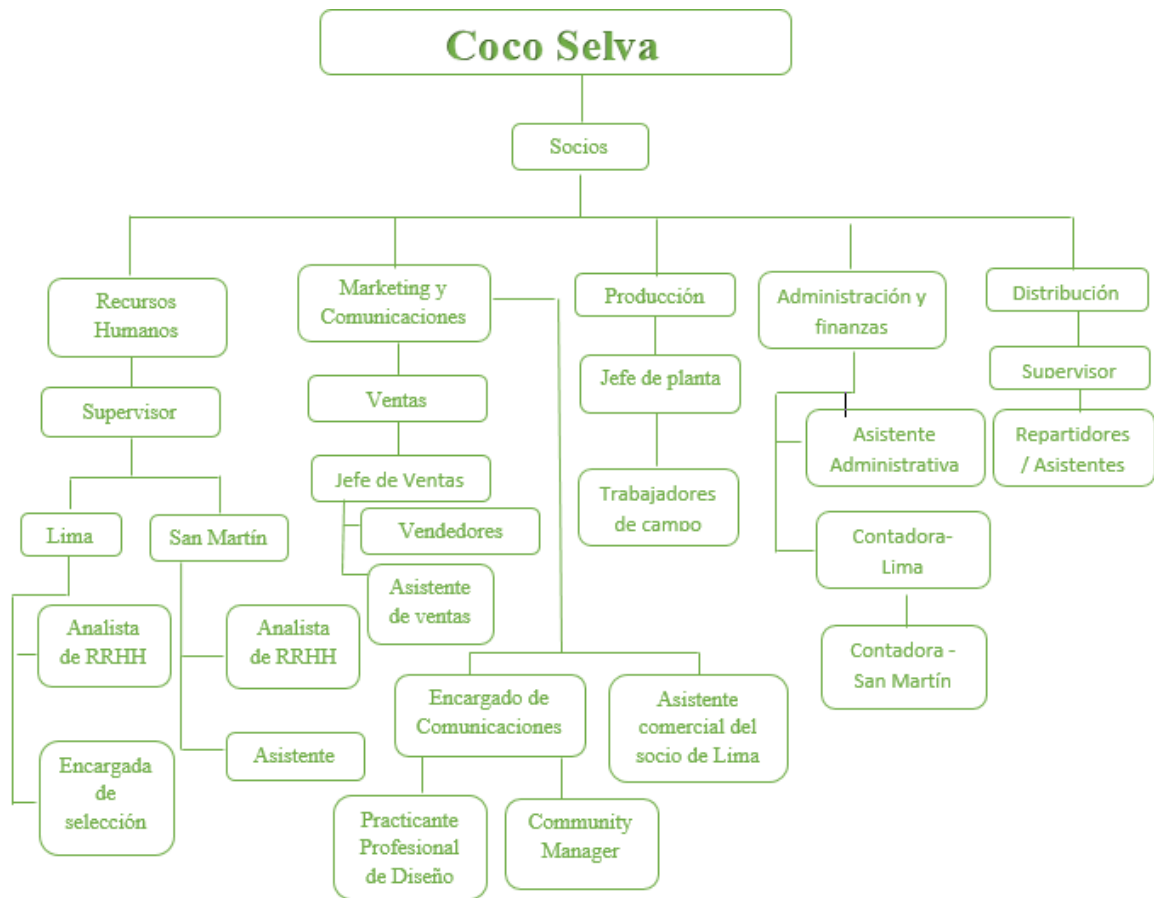 Coco Selva
Socios
Recursos
Humanos
Marketing y
Comunicaciones
Producción
Administración y
finanzas
Distribución
Supervisor
Ventas
Jefe de planta
Supervisor
Jefe de Ventas
Asistente
Administrativa
Repartidores
/ Asistentes
Lima
San Martín
Vendedores
Trabajadores
de campo
Asistente
de ventas
Contadora-
Lima
Analista
de RRHH
Analista
de RRHH
Contadora -
San Martín
Encargado de
Comunicaciones
Asistente
comercial del
socio de Lima
Encargada
de
selección
Asistente
Practicante
Profesional
de Diseño
Community
Manager